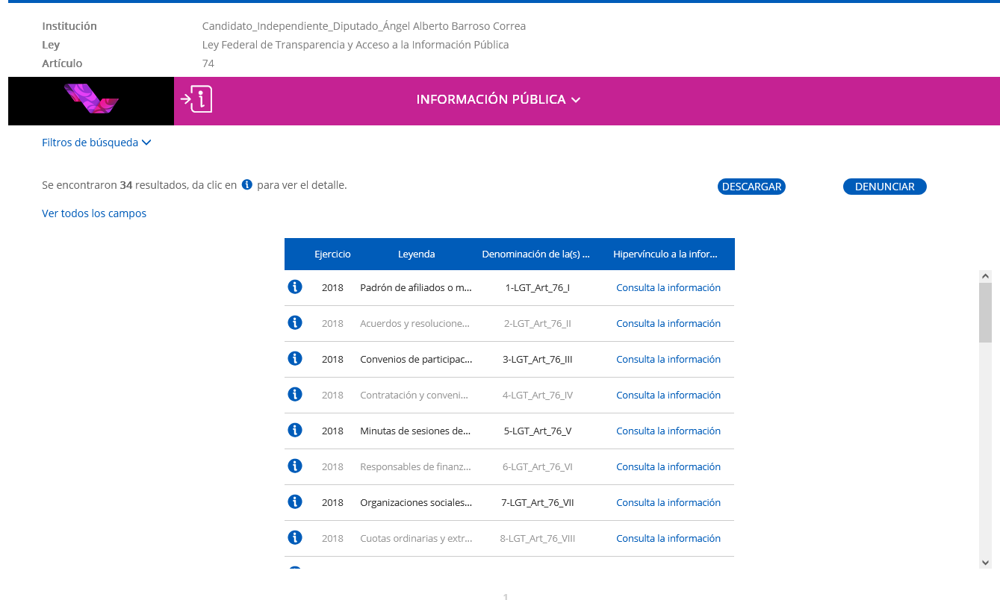 Institución Candidato_Independiente_Diputado_Ángel Alberto Barroso Correa
Ley Ley Federal de Transparencia y Acceso a la Información Pública
Artículo 74
INFORMACIÓN PÚBLICA
Filtros de búsqueda
Se encontraron 34 resultados, da clic en i para ver el detalle.
DESCARGAR DENUNCIAR
Ver todos los campos
Ejercicio Leyenda Denominación de la(s) ... Hipervínculo a la infor...
2018 Padrón de afiliados o m... 1-LGT_Art_76_I Consulta la información
2018 Acuerdos y resolucione... 2-LGT_Art_76_II Consulta la información
2018 Convenios de participac... 3-LGT_Art_76_III Consulta la información
2018 Contratación y conveni... 4-LGT_Art_76_IV Consulta la información
2018 Minutas de sesiones de... 5-LGT_Art_76_V Consulta la información
2018 Responsables de finanz... 6-LGT_Art_76_VI Consulta la información
2018 Organizaciones sociales... 7-LGT_Art_76_VII Consulta la información
2018 Cuotas ordinarias y extr... 8-LGT_Art_76_VIII Consulta la información
1